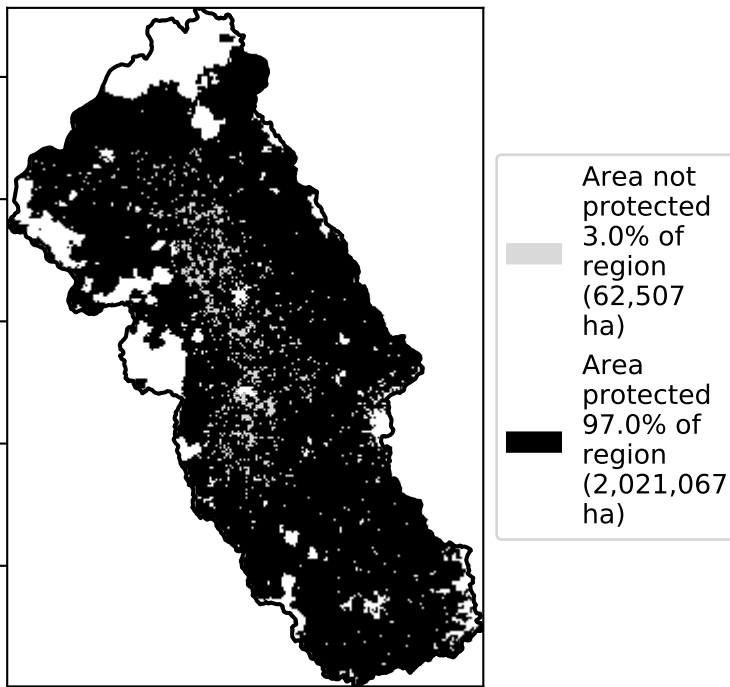 Area not
protected
3.0% of
region
(62,507
ha)
Area
protected
97.0% of
region
(2,021,067
ha)